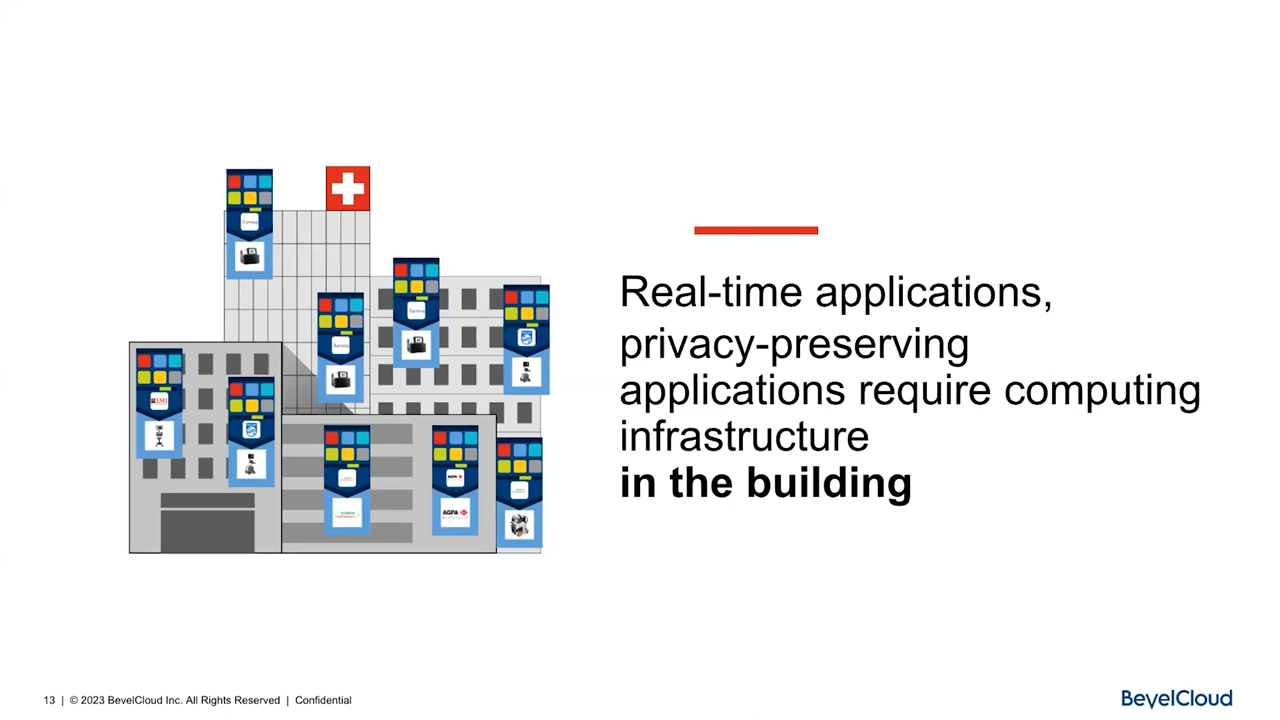 Real-time applications,
privacy-preserving
applications require computing
infrastructure
in the building
AGFA
AGFA
13 | © 2023 BevelCloud Inc. All Rights Reserved | Confidential
BevelCloud